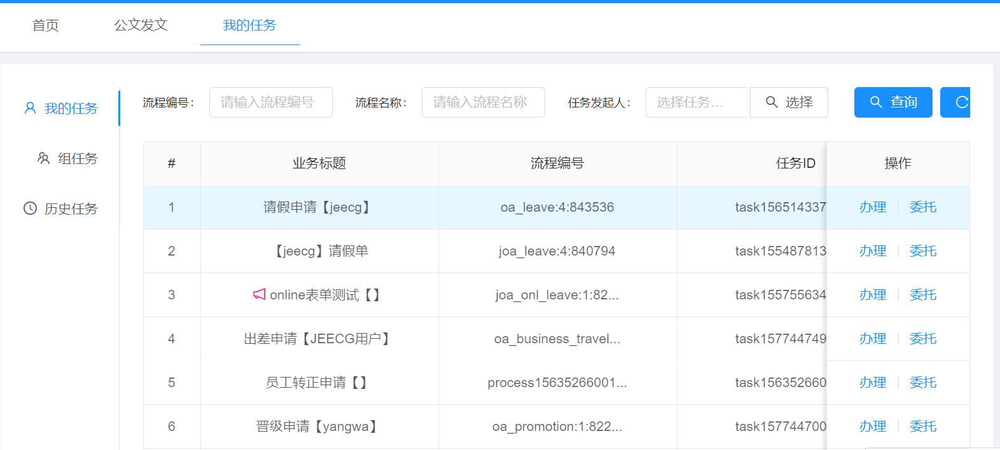 首页 公文发文 我的任务
我的任务
组任务
历史任务
流程编号: 请输入流程编号 流程名称: 请输入流程名称 任务发起人: 选择任务... 选择 查询
# 业务标题 流程编号 任务ID 操作
1 请假申请【jeecg】 oa_leave:4:843536 task156514337 办理 委托
2 【jeecg】请假单 joa_leave:4:840794 task155487813 办理 委托
3 online表单测试【】 joa_onl_leave:1:82... task155755634 办理 委托
4 出差申请【JEECG用户】 oa_business_travel... task157744749 办理 委托
5 员工转正申请【】 process15635266001... task156352660 办理 委托
6 晋级申请【yangwa】 oa_promotion:1:822... task157744700 办理 委托